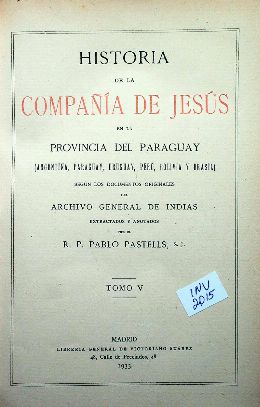 HISTORIA
DE LA
COMPAÑÍA DE JESÚS
EN LA
PROVINCIA DEL PARAGUAY
(ARGENTINA, PARAGUAY, URUGUAY, PERÚ, BOLIVIA Y BRASIL)
SEGÚN LOS DOCUMENTOS ORIGINALES
DEL
ARCHIVO GENERAL DE INDIAS
EXTRACTADOS Y ANOTADOS
POR EL
R. P. PABLO PASTELLS, S. J.
TOMO V
INV
2015
MADRID
LIBRERÍA GENERAL DE VICTORIANO SUÁREZ
48, Calle de Preciados, 48
1933